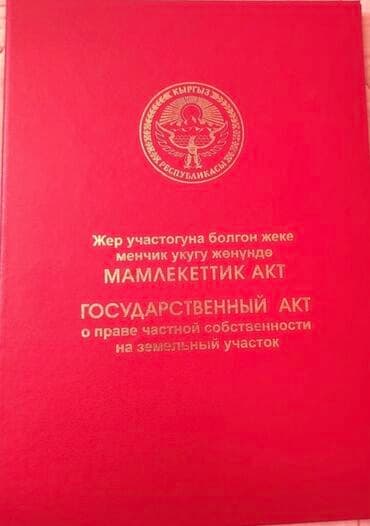 КЫРГЫЗ
РЕСПУБЛИКАСЫ
Жер участогуна болгон жеке
менчик укугу жөнүндө
МАМЛЕКЕТТИК АКТ
ГОСУДАРСТВЕННЫЙ АКТ
о праве частной собственности
на земельный участок